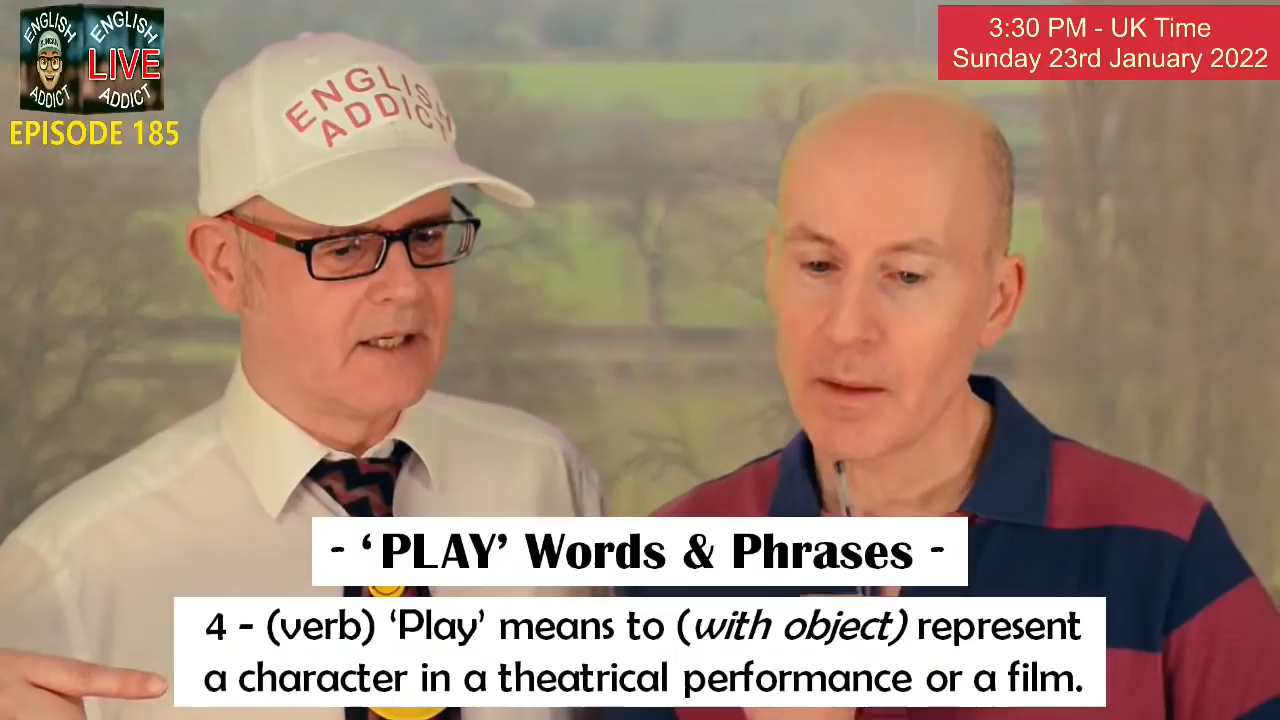 ENGLISH
ADDICT
ENGLISH
LIVE
ADDICT
EPISODE 185
3:30 PM - UK Time
Sunday 23rd January 2022
ENGLISH
ADDICT
- ‘PLAY’ Words & Phrases -
4 - (verb) ‘Play’ means to (with object) represent
a character in a theatrical performance or a film.